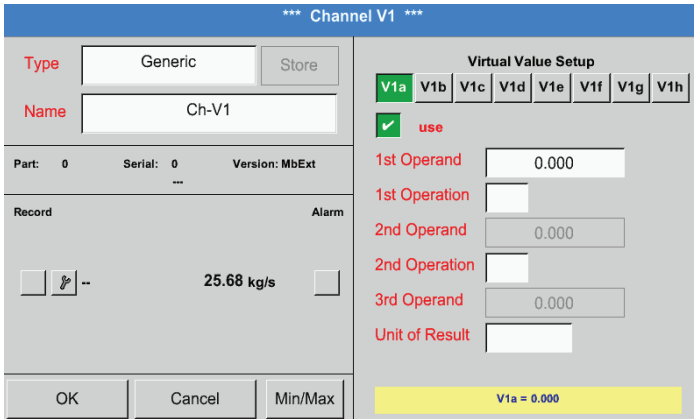 *** Channel V1 ***
Type
Generic
Store
Name
Ch-V1
Part: 0 Serial: 0 Version: MbExt
---
Record
Alarm
-- 25.68 kg/s
OK
Cancel
Min/Max
Virtual Value Setup
V1a V1b V1c V1d V1e V1f V1g V1h
use
1st Operand 0.000
1st Operation
2nd Operand 0.000
2nd Operation
3rd Operand 0.000
Unit of Result
V1a = 0.000